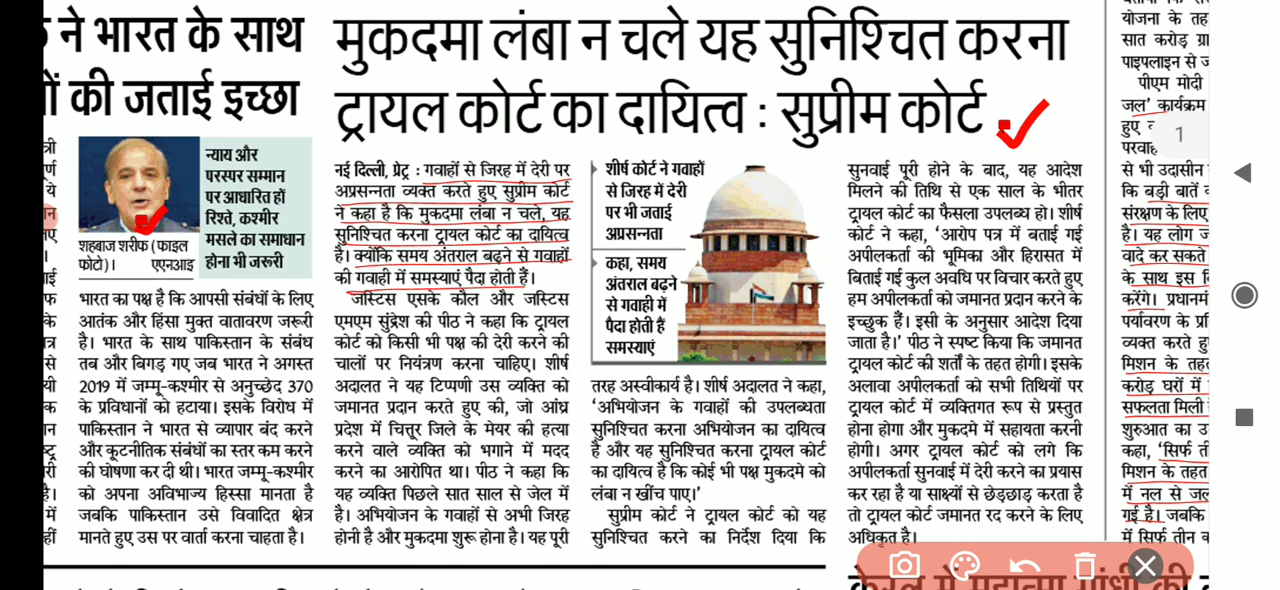 ने भारत के साथ
की जताई इच्छा
न्याय और
परस्पर सम्मान
पर आधारित हों
रिश्ते, कश्मीर
मसले का समाधान
होना भी जरूरी
शहबाज शरीफ (फाइल
फोटो)। एएनआइ
भारत का पक्ष है कि आपसी संबंधों के लिए
आतंक और हिंसा मुक्त वातावरण जरूरी
है। भारत के साथ पाकिस्तान के संबंध
तब और बिगड़ गए जब भारत ने अगस्त
2019 में जम्मू-कश्मीर से अनुच्छेद 370
के प्रविधानों को हटाया। इसके विरोध में
पाकिस्तान ने भारत से व्यापार बंद करने
और कूटनीतिक संबंधों का स्तर कम करने
की घोषणा कर दी थी। भारत जम्मू-कश्मीर
को अपना अविभाज्य हिस्सा मानता है
जबकि पाकिस्तान उसे विवादित क्षेत्र
मानते हुए उस पर वार्ता करना चाहता है।
मुकदमा लंबा न चले यह सुनिश्चित करना
ट्रायल कोर्ट का दायित्व : सुप्रीम कोर्ट
नई दिल्ली, प्रेट्र : गवाहों से जिरह में देरी पर
अप्रसन्नता व्यक्त करते हुए सुप्रीम कोर्ट
ने कहा है कि मुकदमा लंबा न चले, यह
सुनिश्चित करना ट्रायल कोर्ट का दायित्व
है। क्योंकि समय अंतराल बढ़ने से गवाहों
की गवाही में समस्याएं पैदा होती हैं।
जस्टिस एसके कौल और जस्टिस
एमएम सुंद्रेश की पीठ ने कहा कि ट्रायल
कोर्ट को किसी भी पक्ष की देरी करने की
चालों पर नियंत्रण करना चाहिए। शीर्ष
अदालत ने यह टिप्पणी उस व्यक्ति को
जमानत प्रदान करते हुए की, जो आंध्र
प्रदेश में चित्तूर जिले के मेयर की हत्या
करने वाले व्यक्ति को भगाने में मदद
करने का आरोपित था। पीठ ने कहा कि
यह व्यक्ति पिछले सात साल से जेल में
है। अभियोजन के गवाहों से अभी जिरह
होनी है और मुकदमा शुरू होना है। यह पूरी
शीर्ष कोर्ट ने गवाहों
से जिरह में देरी
पर भी जताई
अप्रसन्नता
कहा, समय
अंतराल बढ़ने
से गवाही में
पैदा होती हैं
समस्याएं
तरह अस्वीकार्य है। शीर्ष अदालत ने कहा,
'अभियोजन के गवाहों की उपलब्धता
सुनिश्चित करना अभियोजन का दायित्व
है और यह सुनिश्चित करना ट्रायल कोर्ट
का दायित्व है कि कोई भी पक्ष मुकदमे को
लंबा न खींच पाए।'
सुप्रीम कोर्ट ने ट्रायल कोर्ट को यह
सुनिश्चित करने का निर्देश दिया कि
सुनवाई पूरी होने के बाद, यह आदेश
मिलने की तिथि से एक साल के भीतर
ट्रायल कोर्ट का फैसला उपलब्ध हो। शीर्ष
कोर्ट ने कहा, 'आरोप पत्र में बताई गई
अपीलकर्ता की भूमिका और हिरासत में
बिताई गई कुल अवधि पर विचार करते हुए
हम अपीलकर्ता को जमानत प्रदान करने के
इच्छुक हैं। इसी के अनुसार आदेश दिया
जाता है।' पीठ ने स्पष्ट किया कि जमानत
ट्रायल कोर्ट की शर्तों के तहत होगी। इसके
अलावा अपीलकर्ता को सभी तिथियों पर
ट्रायल कोर्ट में व्यक्तिगत रूप से प्रस्तुत
होना होगा और मुकदमे में सहायता करनी
होगी। अगर ट्रायल कोर्ट को लगे कि
अपीलकर्ता सुनवाई में देरी करने का प्रयास
कर रहा है या साक्ष्यों से छेड़छाड़ करता है
तो ट्रायल कोर्ट जमानत रद करने के लिए
अधिकृत है।
योजना के तह
सात करोड़ ग्रा
पाइपलाइन से ज
पीएम मोदी
जल' कार्यक्रम
हुए
परवाह
से भी उदासीन
कि बड़ी बातें
संरक्षण के लिए
है। यह लोग ज
वादे कर सकते
के साथ इस
करेंगे। प्रधानमं
पर्यावरण के प्रि
व्यक्त करते हु
मिशन के तहत
करोड़ घरों में
सफलता मिली
शुरुआत का उ
कहा, 'सिर्फ ती
मिशन के तहत
में नल से जल
गई है। जबकि
में सिर्फ तीन क
1